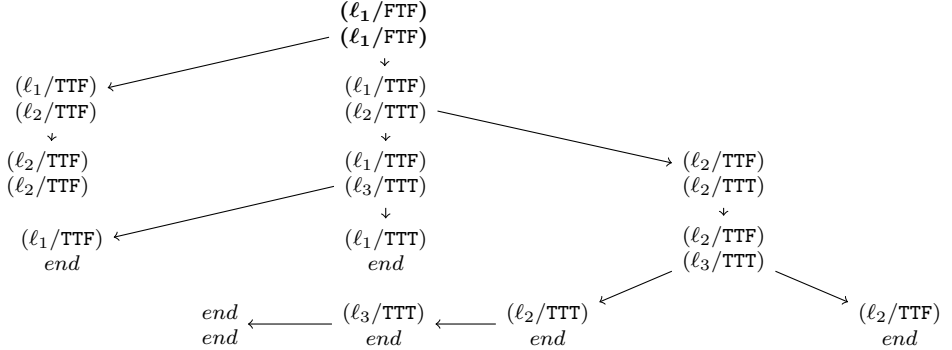 (ℓ₁/FTF)
(ℓ₁/FTF)
(ℓ₁/TTF)
(ℓ₂/TTF)
(ℓ₁/TTF)
(ℓ₂/TTT)
(ℓ₂/TTF)
(ℓ₂/TTF)
(ℓ₁/TTF)
(ℓ₃/TTT)
(ℓ₂/TTF)
(ℓ₂/TTT)
(ℓ₁/TTF)
end
(ℓ₁/TTT)
end
(ℓ₂/TTF)
(ℓ₃/TTT)
end
end
(ℓ₃/TTT)
end
(ℓ₂/TTT)
end
(ℓ₂/TTF)
end